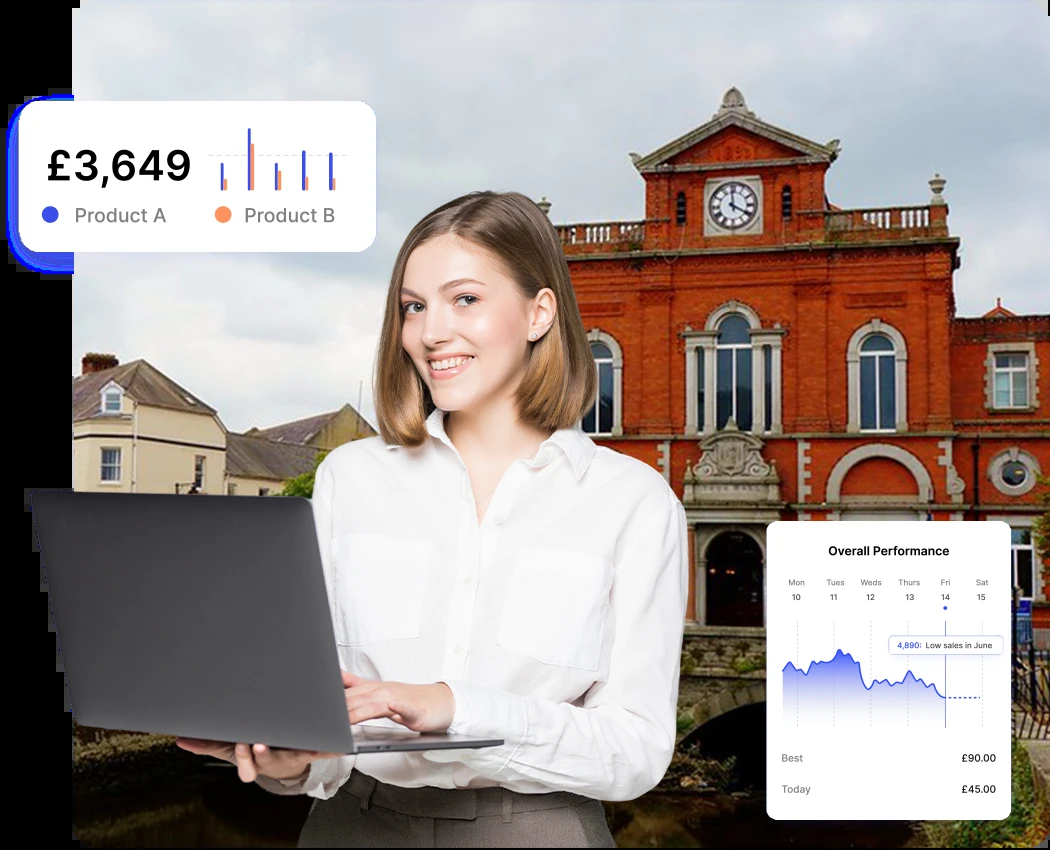 £3,649
Product A Product B
Overall Performance
Mon Tues Weds Thurs Fri Sat
10 11 12 13 14 15
4,890: Low sales in June
Best £90.00
Today £45.00